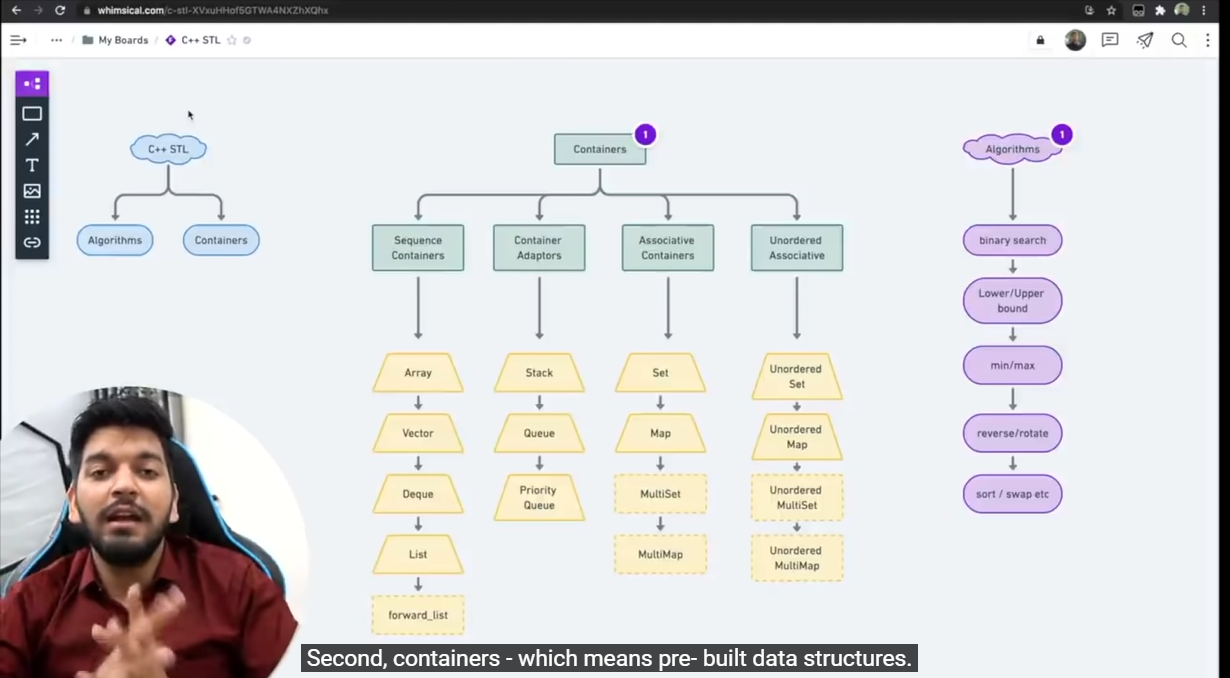 whimsical.com/c-stl-XVxuHHof5GTWA4NXZhXQhx
My Boards / C++ STL
C++ STL
Algorithms
Containers
Containers
1
Sequence
Containers
Container
Adaptors
Associative
Containers
Unordered
Associative
Array
Vector
Deque
List
forward_list
Stack
Queue
Priority
Queue
Set
Map
MultiSet
MultiMap
Unordered
Set
Unordered
Map
Unordered
MultiSet
Unordered
MultiMap
Algorithms
1
binary search
Lower/Upper
bound
min/max
reverse/rotate
sort / swap etc
T
Second, containers - which means pre- built data structures.